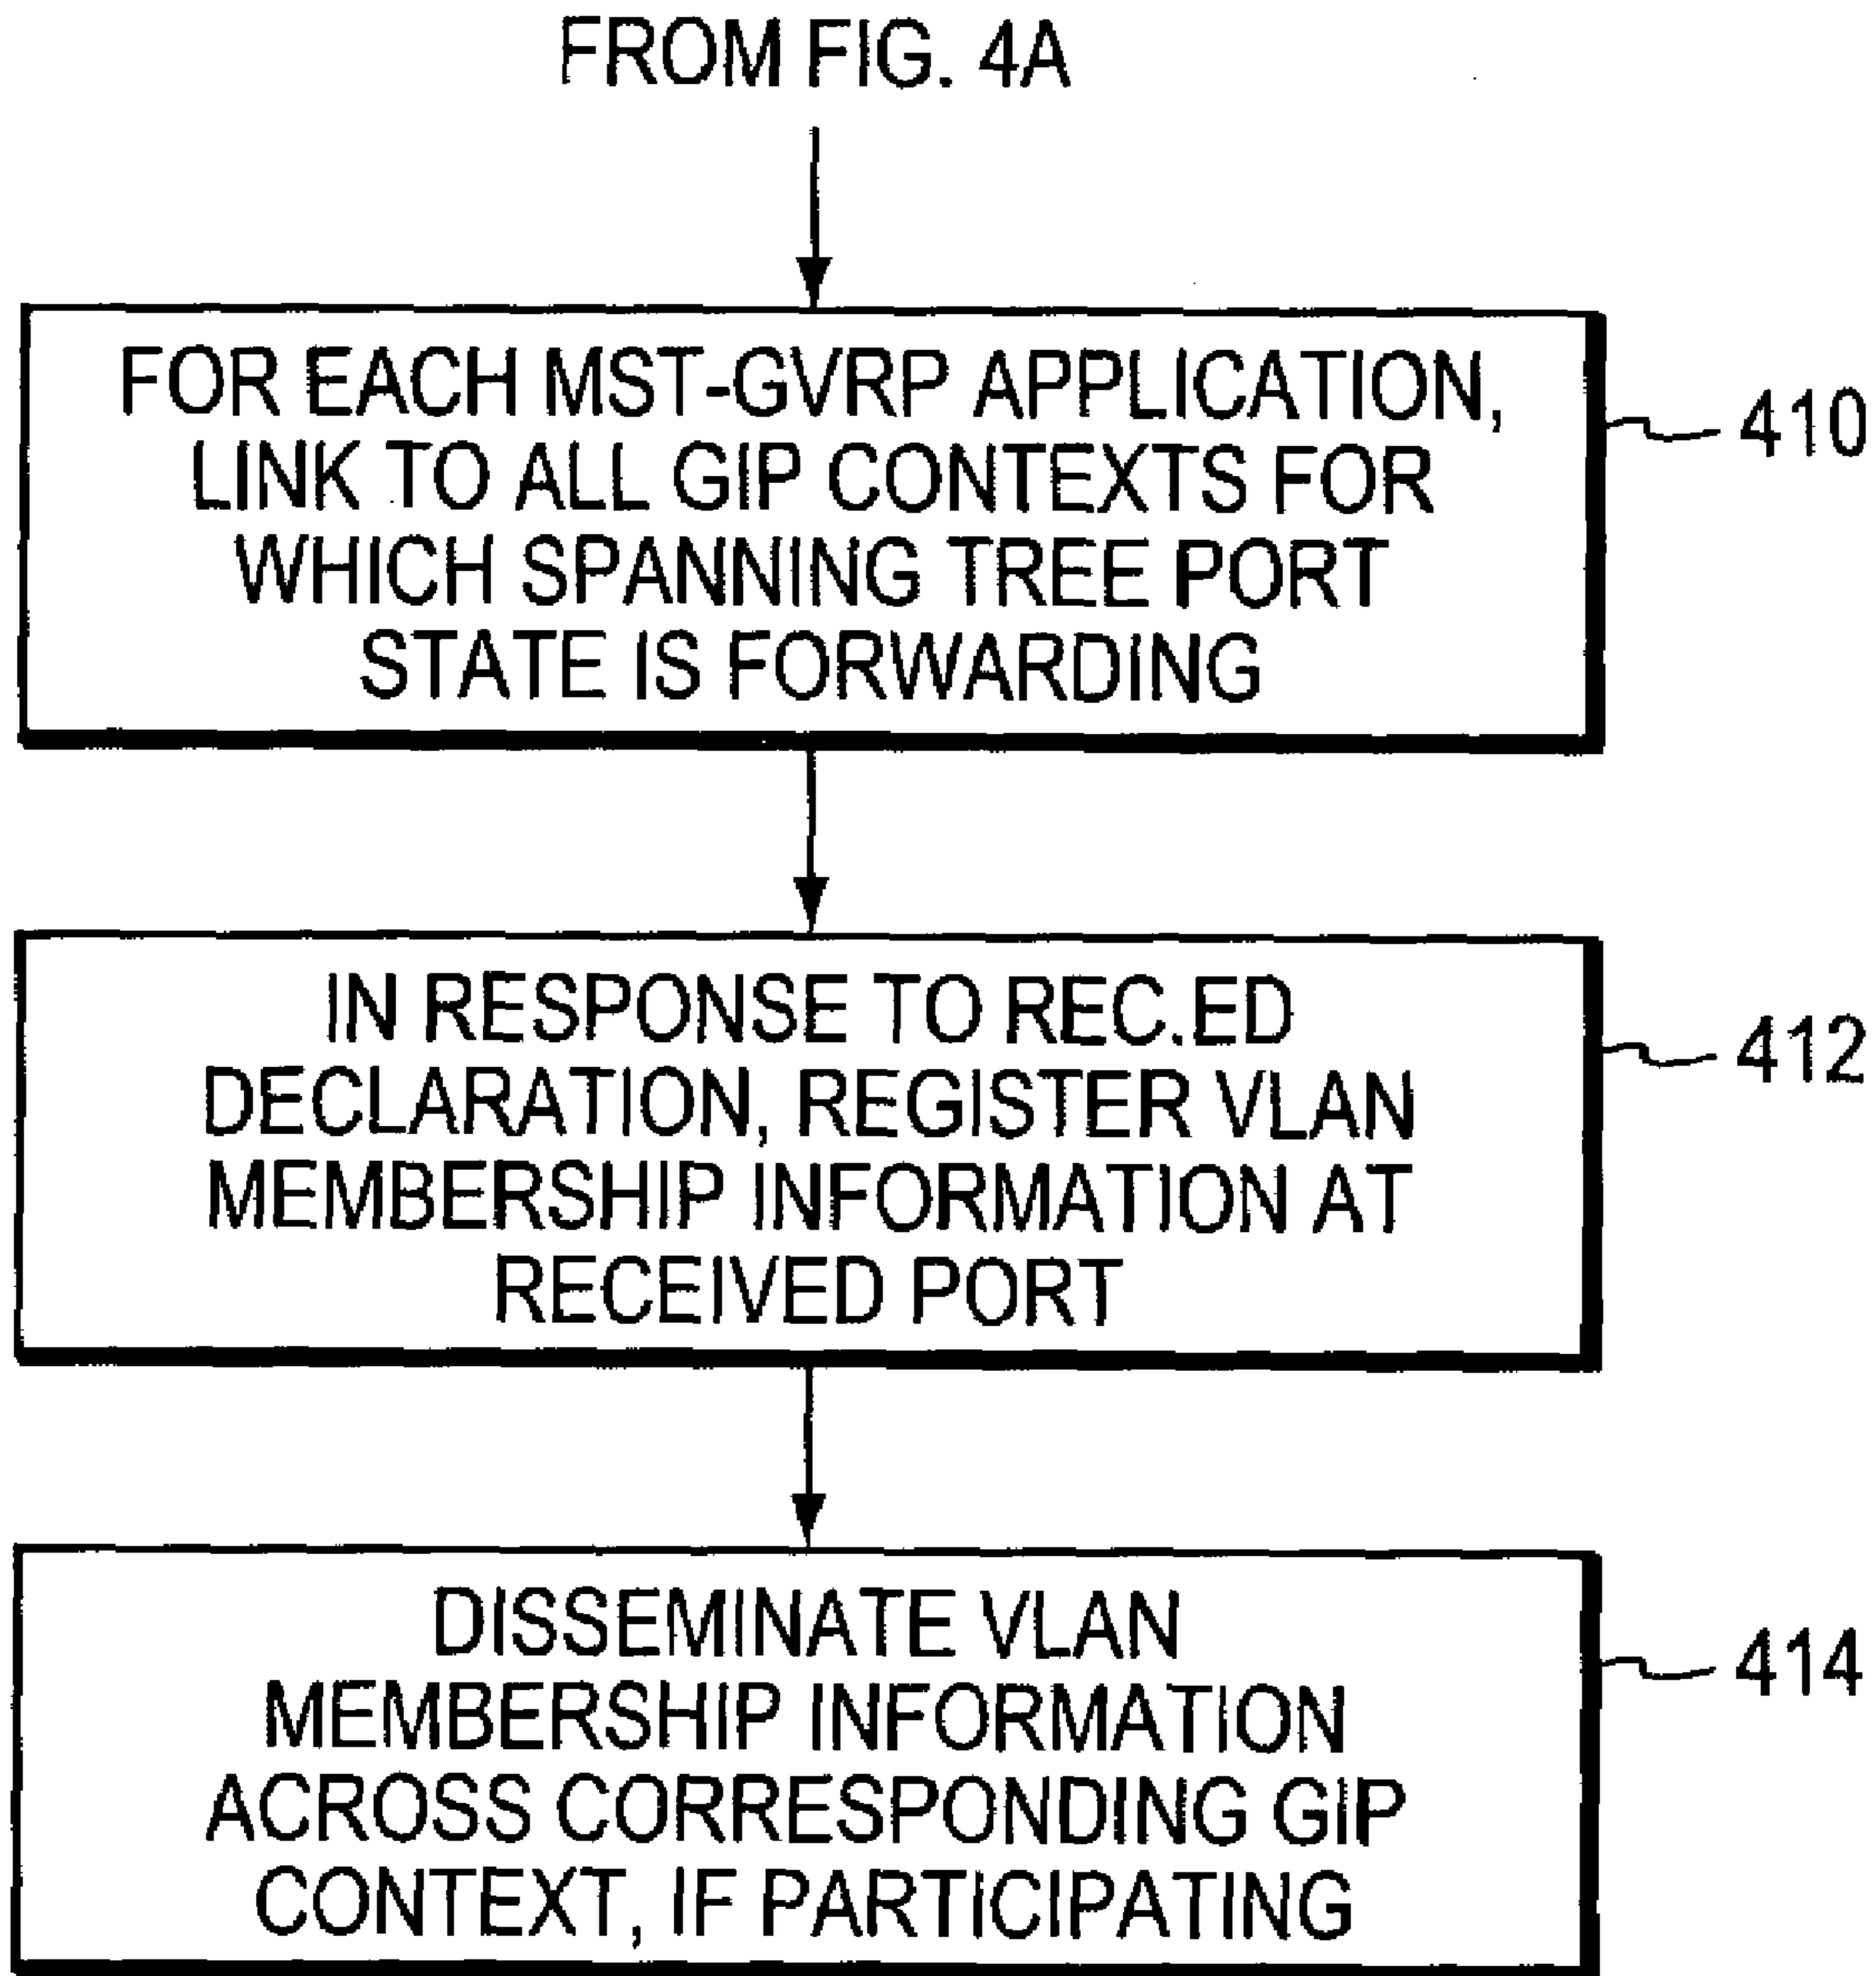 FROM FIG. 4A
FOR EACH MST-GVRP APPLICATION,
LINK TO ALL GIP CONTEXTS FOR
WHICH SPANNING TREE PORT
STATE IS FORWARDING
410
IN RESPONSE TO REC.ED
DECLARATION, REGISTER VLAN
MEMBERSHIP INFORMATION AT
RECEIVED PORT
412
DISSEMINATE VLAN
MEMBERSHIP INFORMATION
ACROSS CORRESPONDING GIP
CONTEXT, IF PARTICIPATING
414